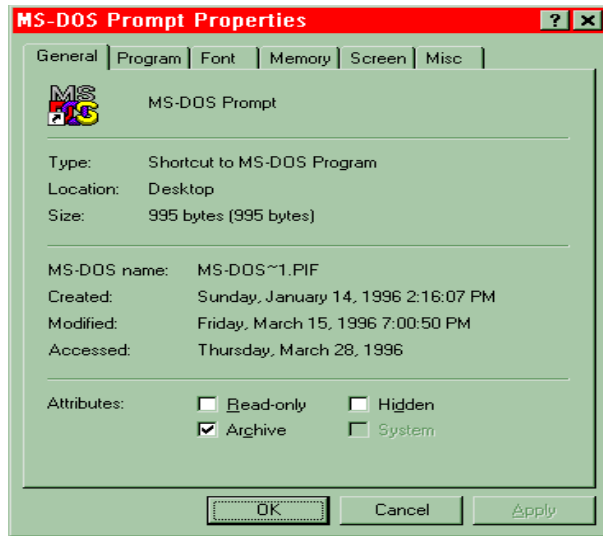 MS-DOS Prompt Properties
General Program Font Memory Screen Misc
MS DOS
MS-DOS Prompt
Type: Shortcut to MS-DOS Program
Location: Desktop
Size: 995 bytes (995 bytes)
MS-DOS name: MS-DOS~1.PIF
Created: Sunday, January 14, 1996 2:16:07 PM
Modified: Friday, March 15, 1996 7:00:50 PM
Accessed: Thursday, March 28, 1996
Attributes: Read-only Hidden
Archive System
OK Cancel Apply